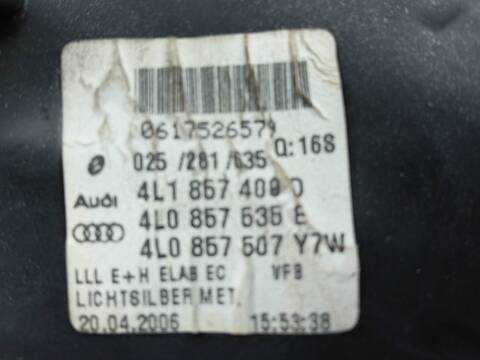 0617526579
025 /281 /635 Q:16S
Audi 4L1 857 409 D
4L0 857 535 E
4L0 857 507 Y7W
LLL E+H ELAB EC VFB
LICHTSILBER MET.
20.04.2006 15:53:38